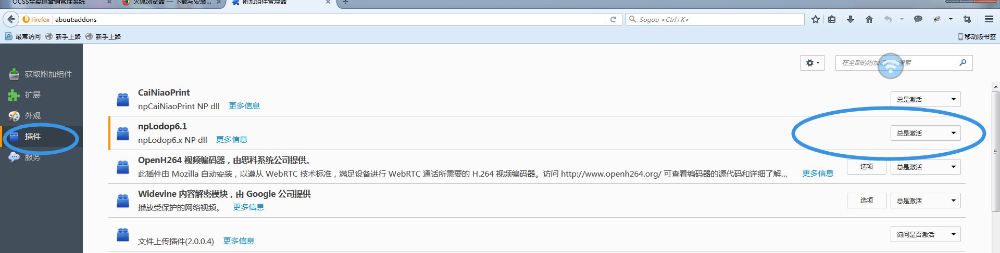 OCSS全渠道营销管理系统
火狐浏览器 — 下载与安装...
附加组件管理器
Firefox about:addons
Sogou <Ctrl+K>
最常访问 新手上路 新手上路
移动版书签
获取附加组件
扩展
外观
插件
服务
在全部的附加组件中搜索
CaiNiaoPrint
npCaiNiaoPrint NP dll 更多信息
总是激活
npLodop6.1
npLodop6.x NP dll 更多信息
总是激活
OpenH264 视频编码器，由思科系统公司提供。
此插件由 Mozilla 自动安装，以遵从 WebRTC 技术标准，满足设备进行 WebRTC 通话所需要的 H.264 视频编码器。访问 http://www.openh264.org/ 可查看编码器的源代码和详细了解... 更多信息
选项 总是激活
Widevine 内容解密模块，由 Google 公司提供
播放受保护的网络视频。 更多信息
选项 总是激活
文件上传插件(2.0.0.4) 更多信息
询问是否激活